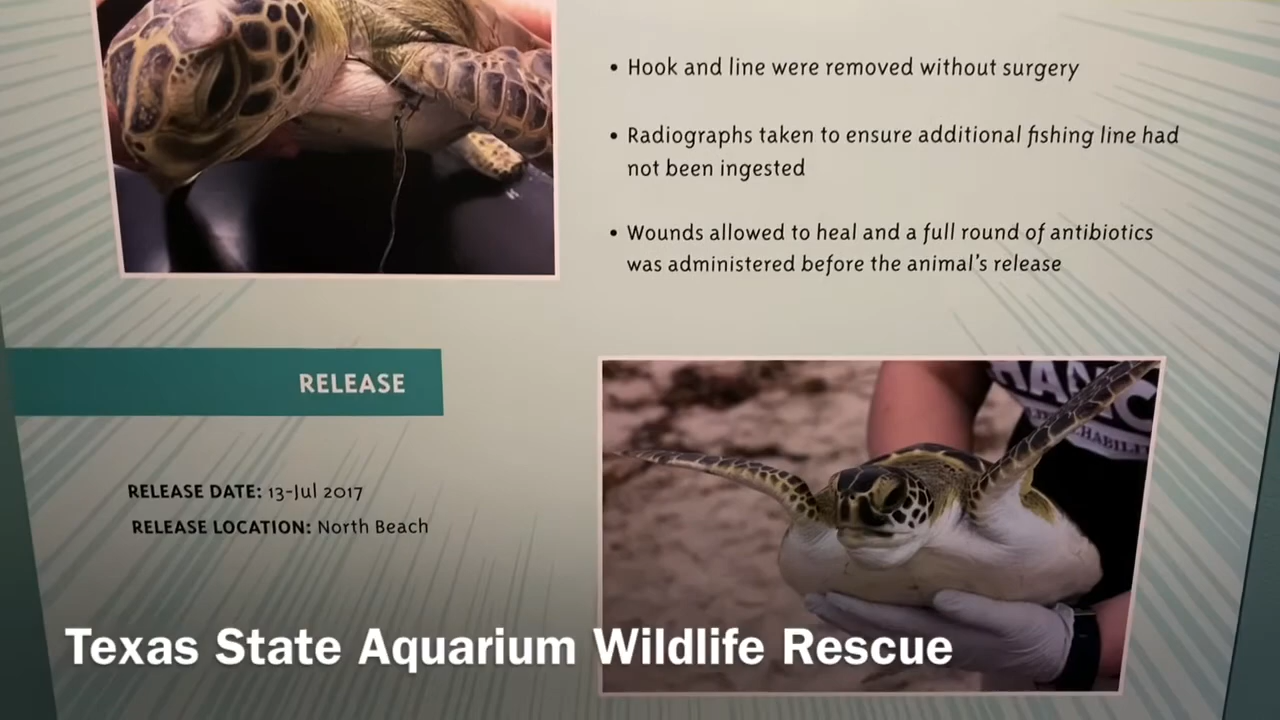 • Hook and line were removed without surgery
• Radiographs taken to ensure additional fishing line had
not been ingested
• Wounds allowed to heal and a full round of antibiotics
was administered before the animal's release
RELEASE
RELEASE DATE: 13-Jul 2017
RELEASE LOCATION: North Beach
Texas State Aquarium Wildlife Rescue